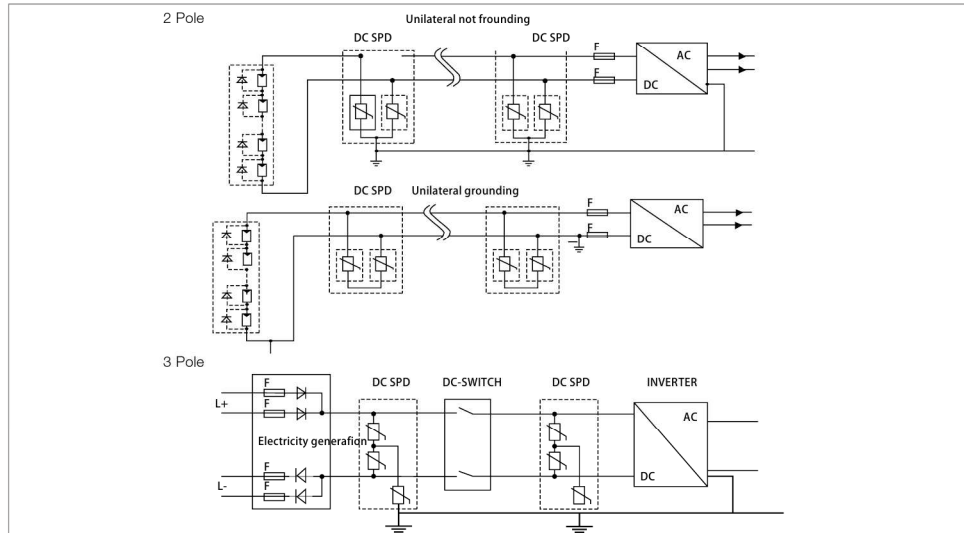 2 Pole
Unilateral not frounding
DC SPD
DC SPD
F
F
AC
DC
DC SPD
Unilateral grounding
F
F
AC
DC
3 Pole
F
F
L+
Electricity generafion
F
F
L-
DC SPD
DC-SWITCH
DC SPD
INVERTER
AC
DC